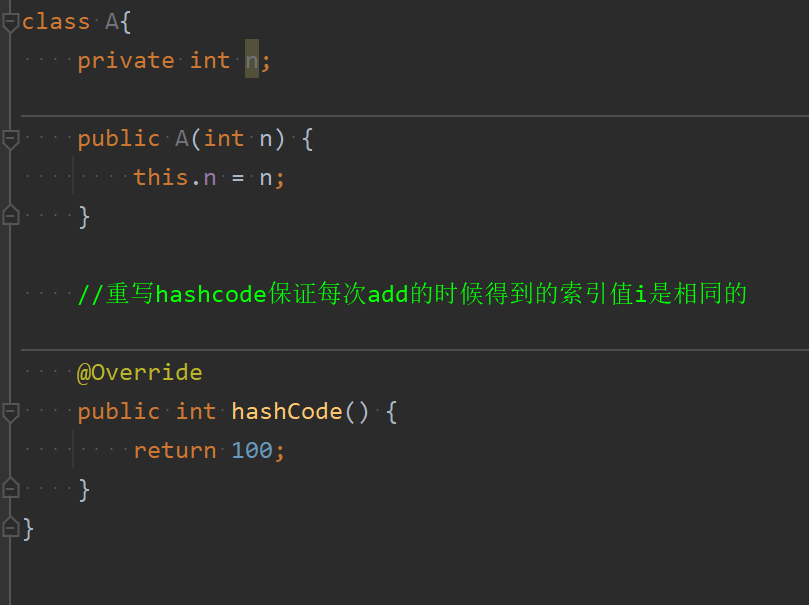 class A{
private int n;
public A(int n) {
this.n = n;
}
//重写hashcode保证每次add的时候得到的索引值i是相同的
@Override
public int hashCode() {
return 100;
}
}